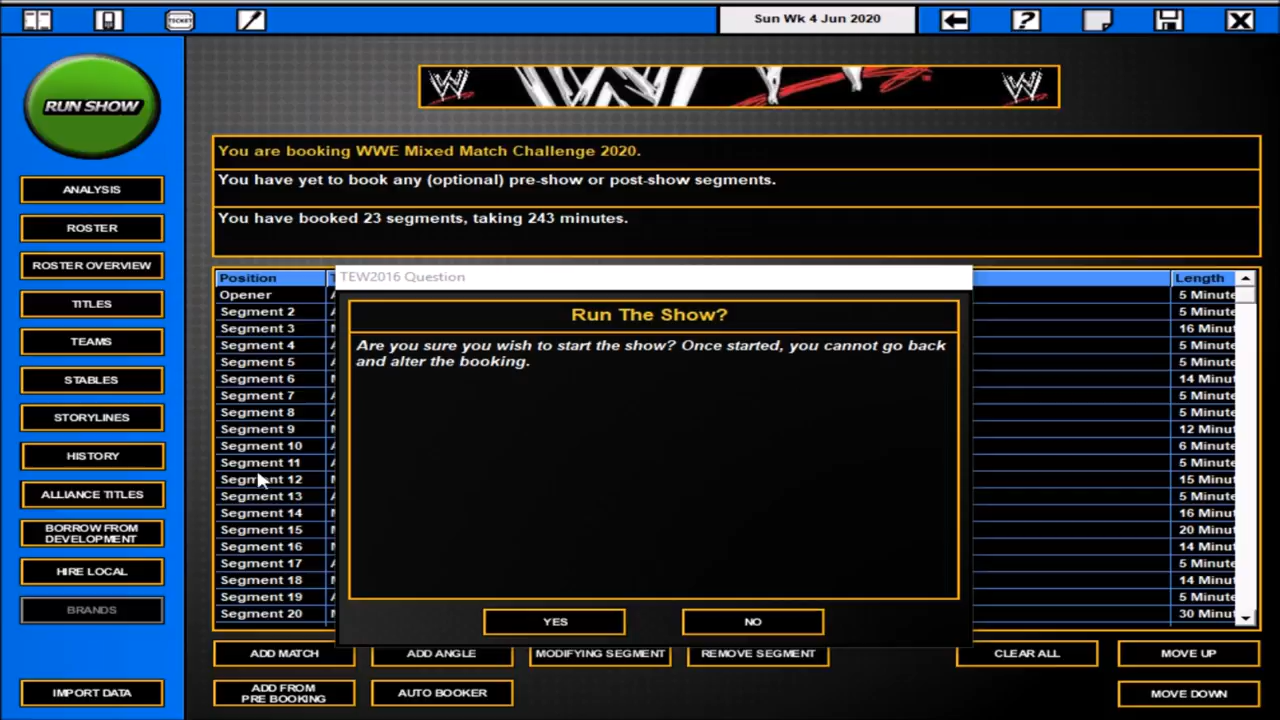 TICKET
Sun Wk 4 Jun 2020
?
RUN SHOW
ANALYSIS
ROSTER
ROSTER OVERVIEW
TITLES
TEAMS
STABLES
STORYLINES
HISTORY
ALLIANCE TITLES
BORROW FROM
DEVELOPMENT
HIRE LOCAL
BRANDS
IMPORT DATA
You are booking WWE Mixed Match Challenge 2020.
You have yet to book any (optional) pre-show or post-show segments.
You have booked 23 segments, taking 243 minutes.
Position Length
Opener 5 Minute
Segment 2 5 Minute
Segment 3 16 Minut
Segment 4 5 Minute
Segment 5 5 Minute
Segment 6 14 Minut
Segment 7 5 Minute
Segment 8 5 Minute
Segment 9 12 Minut
Segment 10 6 Minute
Segment 11 5 Minute
Segment 12 15 Minut
Segment 13 5 Minute
Segment 14 16 Minut
Segment 15 20 Minut
Segment 16 14 Minut
Segment 17 5 Minute
Segment 18 14 Minut
Segment 19 5 Minute
Segment 20 30 Minut
TEW2016 Question
Run The Show?
Are you sure you wish to start the show? Once started, you cannot go back
and alter the booking.
YES NO
ADD MATCH ADD ANGLE MODIFYING SEGMENT REMOVE SEGMENT CLEAR ALL MOVE UP
ADD FROM
PRE BOOKING AUTO BOOKER MOVE DOWN